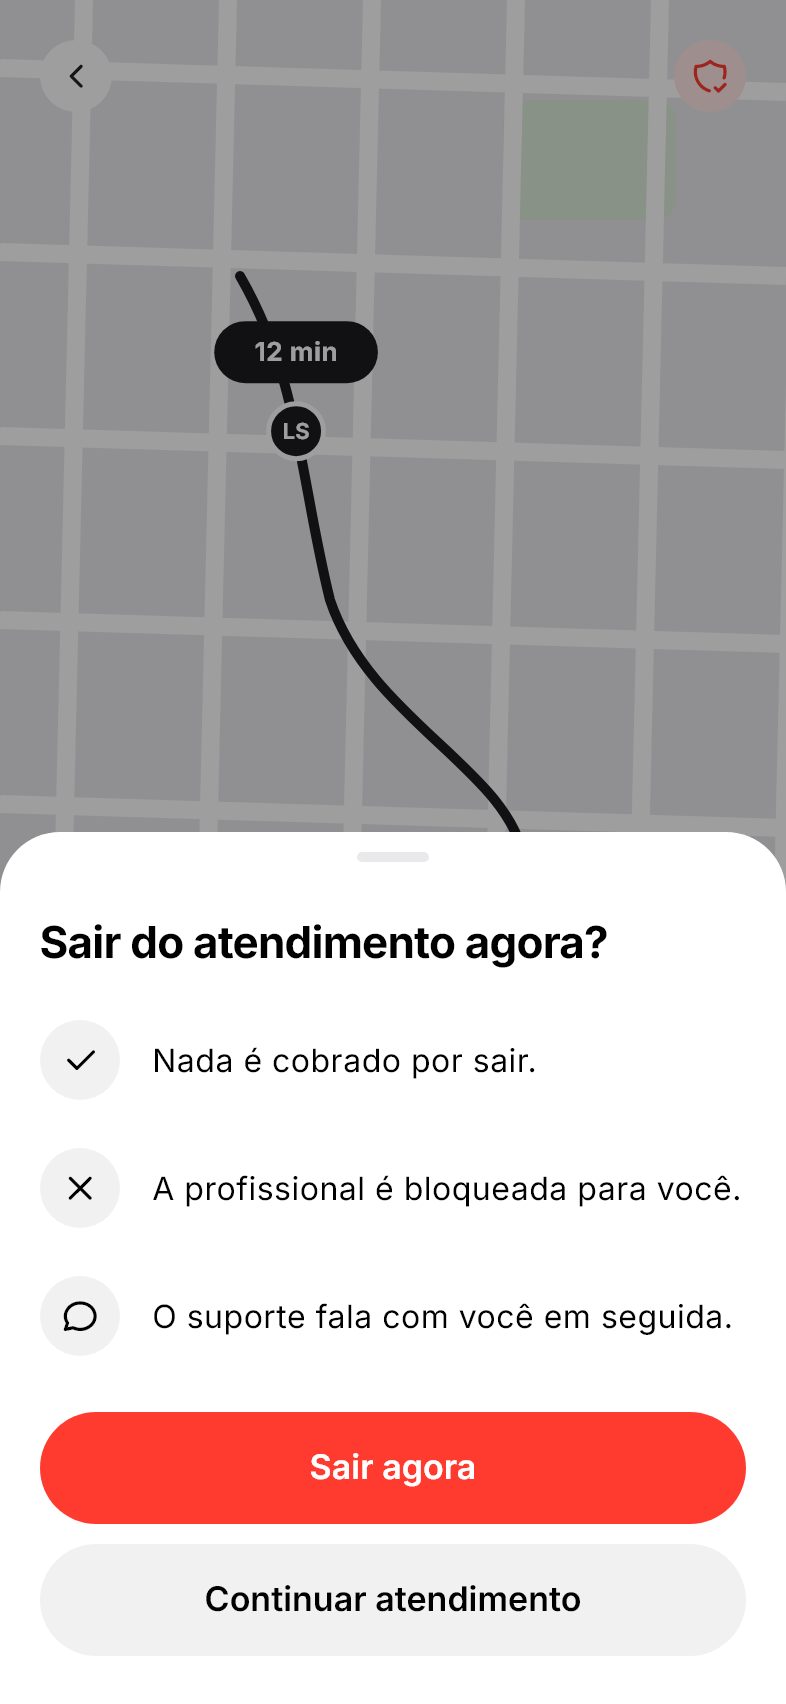 12 min
LS
Sair do atendimento agora?
Nada é cobrado por sair.
A profissional é bloqueada para você.
O suporte fala com você em seguida.
Sair agora
Continuar atendimento